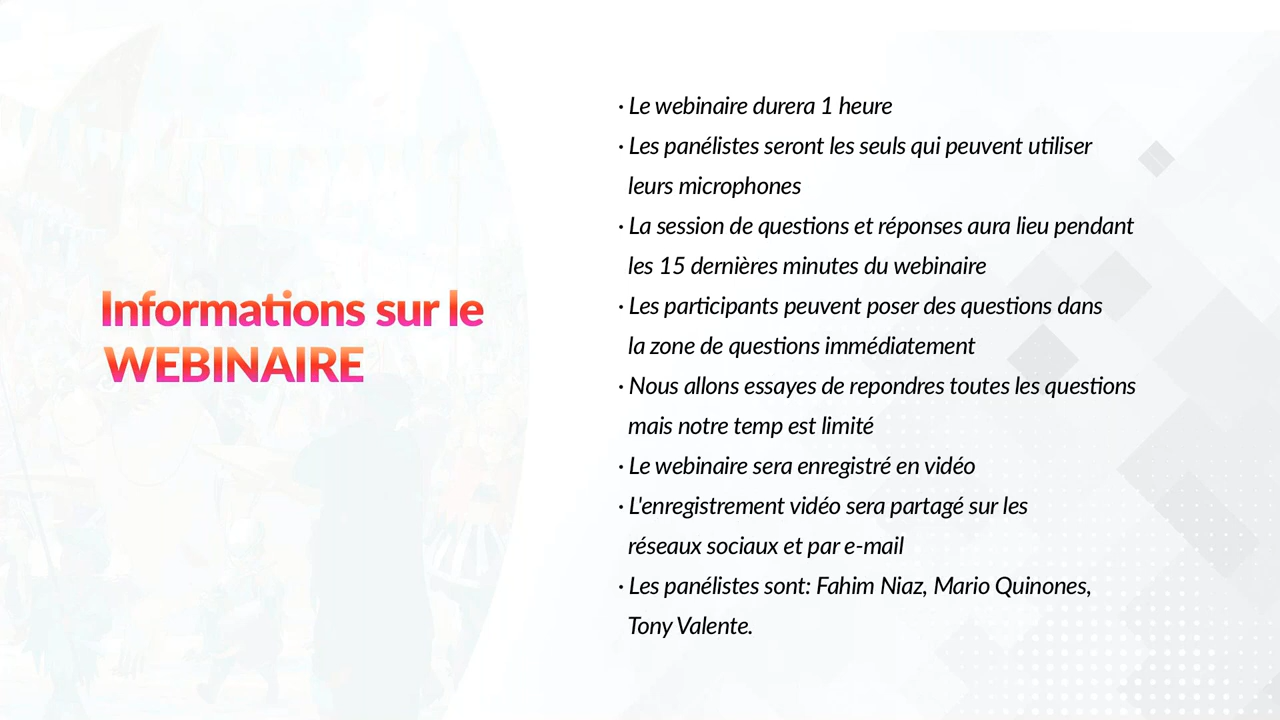 Informations sur le
WEBINAIRE
· Le webinaire durera 1 heure
· Les panélistes seront les seuls qui peuvent utiliser
leurs microphones
· La session de questions et réponses aura lieu pendant
les 15 dernières minutes du webinaire
· Les participants peuvent poser des questions dans
la zone de questions immédiatement
· Nous allons essayes de repondres toutes les questions
mais notre temp est limité
· Le webinaire sera enregistré en vidéo
· L'enregistrement vidéo sera partagé sur les
réseaux sociaux et par e-mail
· Les panélistes sont: Fahim Niaz, Mario Quinones,
Tony Valente.